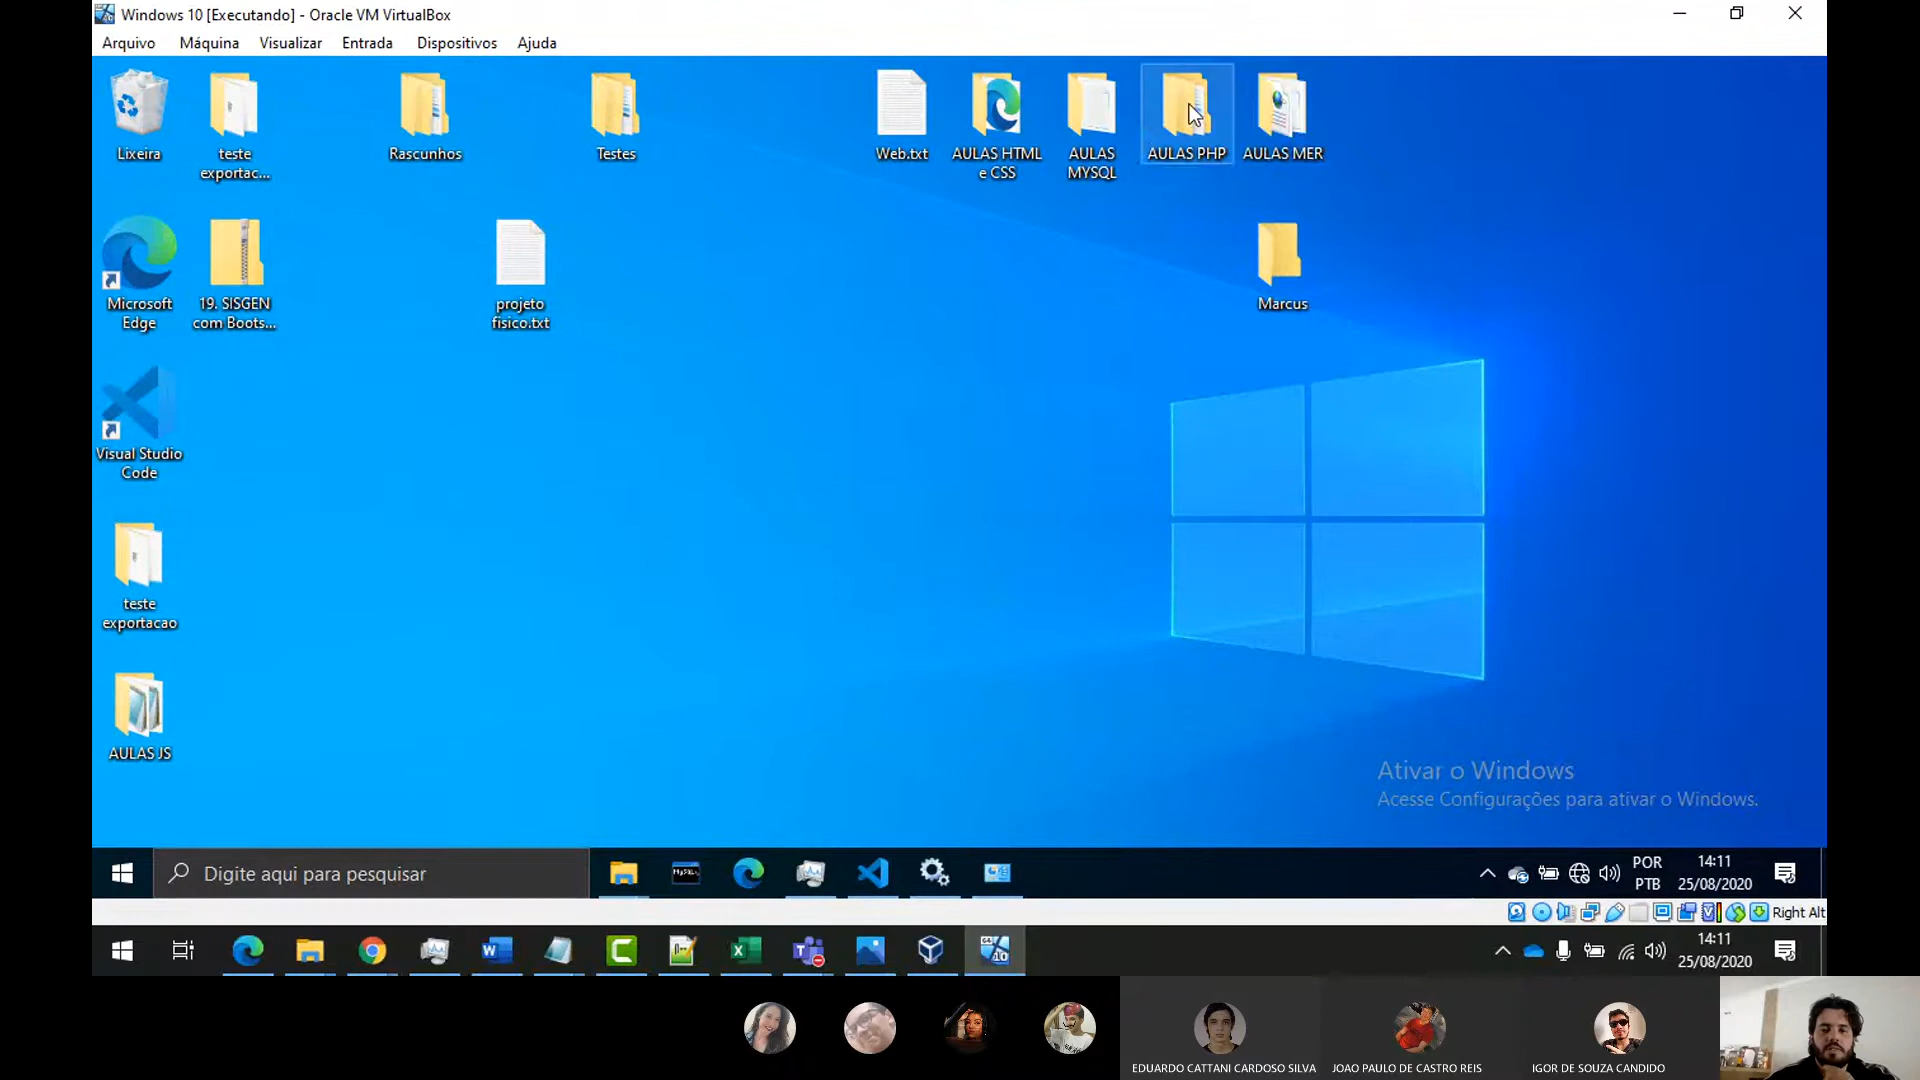 Windows 10 [Executando] - Oracle VM VirtualBox
Arquivo Máquina Visualizar Entrada Dispositivos Ajuda
Lixeira
teste
exportac...
Rascunhos
Testes
Web.txt
AULAS HTML
e CSS
AULAS
MYSQL
AULAS PHP
AULAS MER
Microsoft
Edge
19. SISGEN
com Boots...
projeto
fisico.txt
Marcus
Visual Studio
Code
teste
exportacao
AULAS JS
Ativar o Windows
Acesse Configurações para ativar o Windows.
Digite aqui para pesquisar
MySQL
POR
PTB
14:11
25/08/2020
Right Alt
14:11
25/08/2020
EDUARDO CATTANI CARDOSO SILVA
JOAO PAULO DE CASTRO REIS
IGOR DE SOUZA CANDIDO